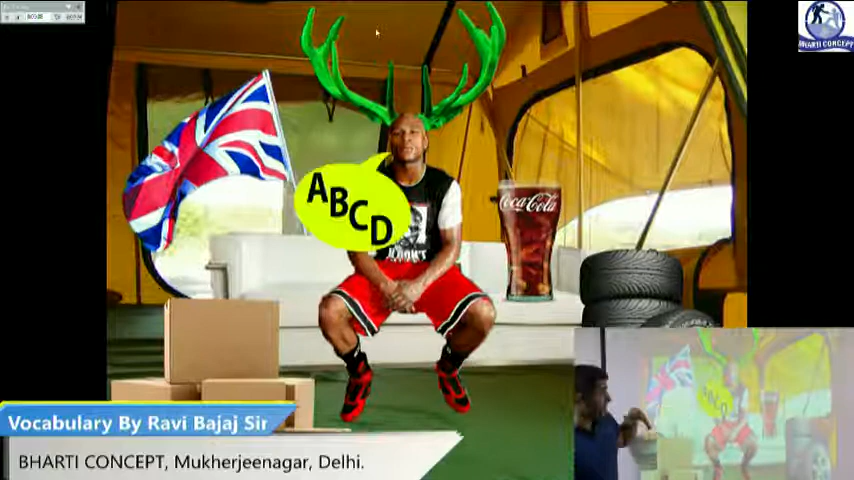 BHARTI CONCEPT
ABCD
Coca-Cola
Vocabulary By Ravi Bajaj Sir
BHARTI CONCEPT, Mukherjeenagar, Delhi.